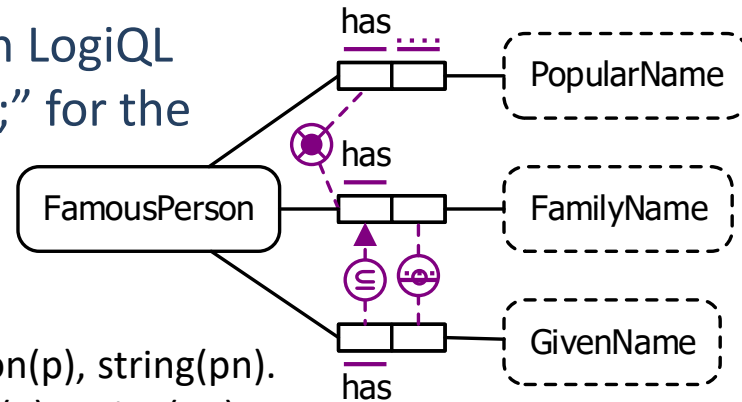 n LogiQL
;” for the
has
PopularName
has
FamousPerson
FamilyName
GivenName
has
on(p), string(pn).